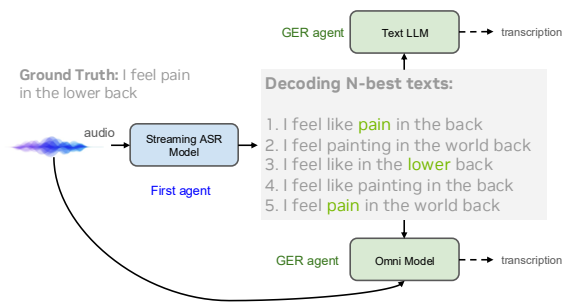 GER agent
Text LLM
transcription
Ground Truth: I feel pain
in the lower back
Decoding N-best texts:
audio
Streaming ASR
Model
First agent
1. I feel like pain in the back
2. I feel painting in the world back
3. I feel like in the lower back
4. I feel like painting in the back
5. I feel pain in the world back
GER agent
Omni Model
transcription